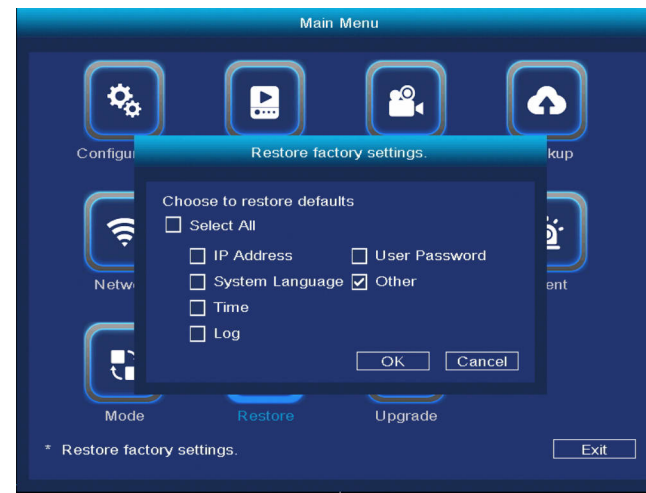 Main Menu
Configu
kup
Restore factory settings.
Choose to restore defaults
Select All
IP Address
User Password
System Language
Other
Time
Log
OK
Cancel
Netw
ent
Mode
Restore
Upgrade
* Restore factory settings.
Exit